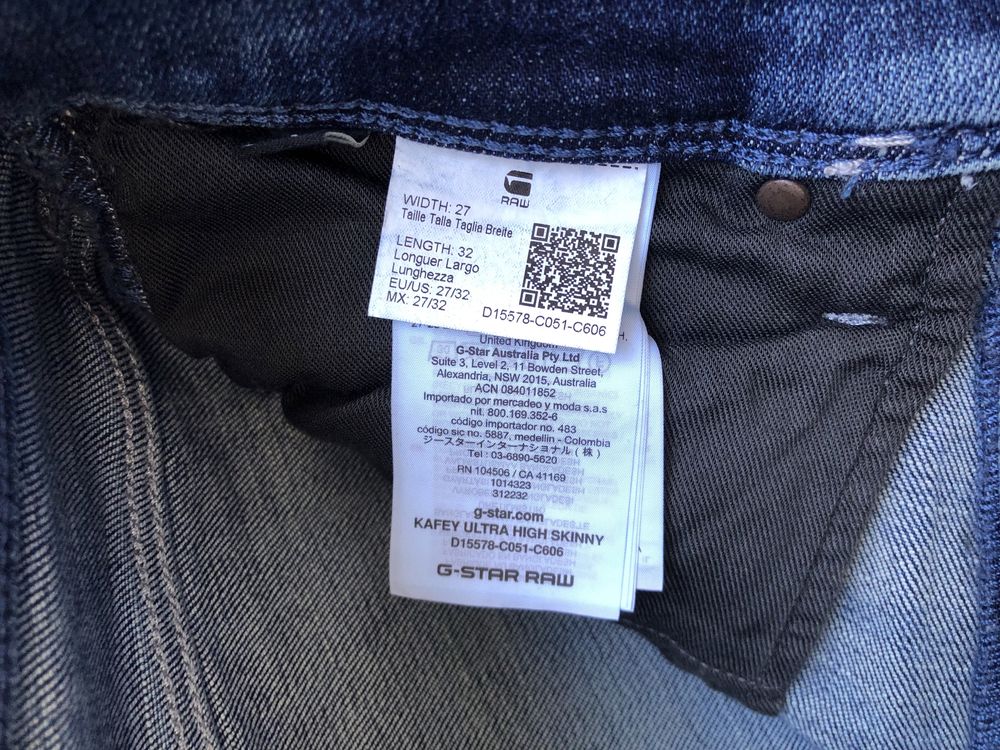 RAW
WIDTH: 27
Taille Talla Taglia Breite
LENGTH: 32
Longuer Largo
Lunghezza
EU/US: 27/32
MX: 27/32
D15578-C051-C606
United Kingdom
G-Star Australia Pty Ltd
Suite 3, Level 2, 11 Bowden Street,
Alexandria, NSW 2015, Australia
ACN 084011852
Importado por mercadeo y moda s.a.s
nit. 800.169.352-6
código importador no. 483
código sic no. 5887, medellin - Colombia
ジースターインターナショナル(株)
Tel : 03-6890-5620
RN 104506 / CA 41169
1014323
312232
g-star.com
KAFEY ULTRA HIGH SKINNY
D15578-C051-C606
G-STAR RAW